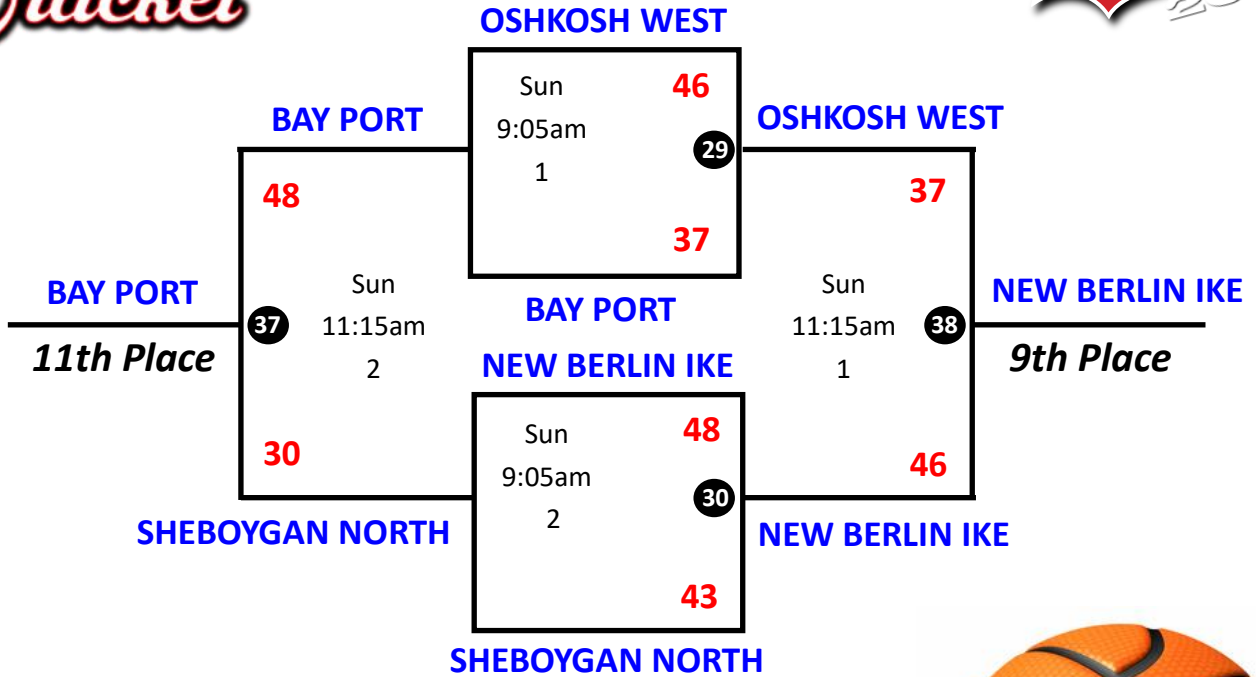 OSHKOSH WEST
Sun
46
9:05am
29
1
37
BAY PORT
BAY PORT
OSHKOSH WEST
48
37
Sun
11:15am
2
30
BAY PORT
37
11th Place
Sun
11:15am
1
38
46
NEW BERLIN IKE
9th Place
NEW BERLIN IKE
Sun
48
9:05am
30
2
43
SHEBOYGAN NORTH
SHEBOYGAN NORTH
NEW BERLIN IKE